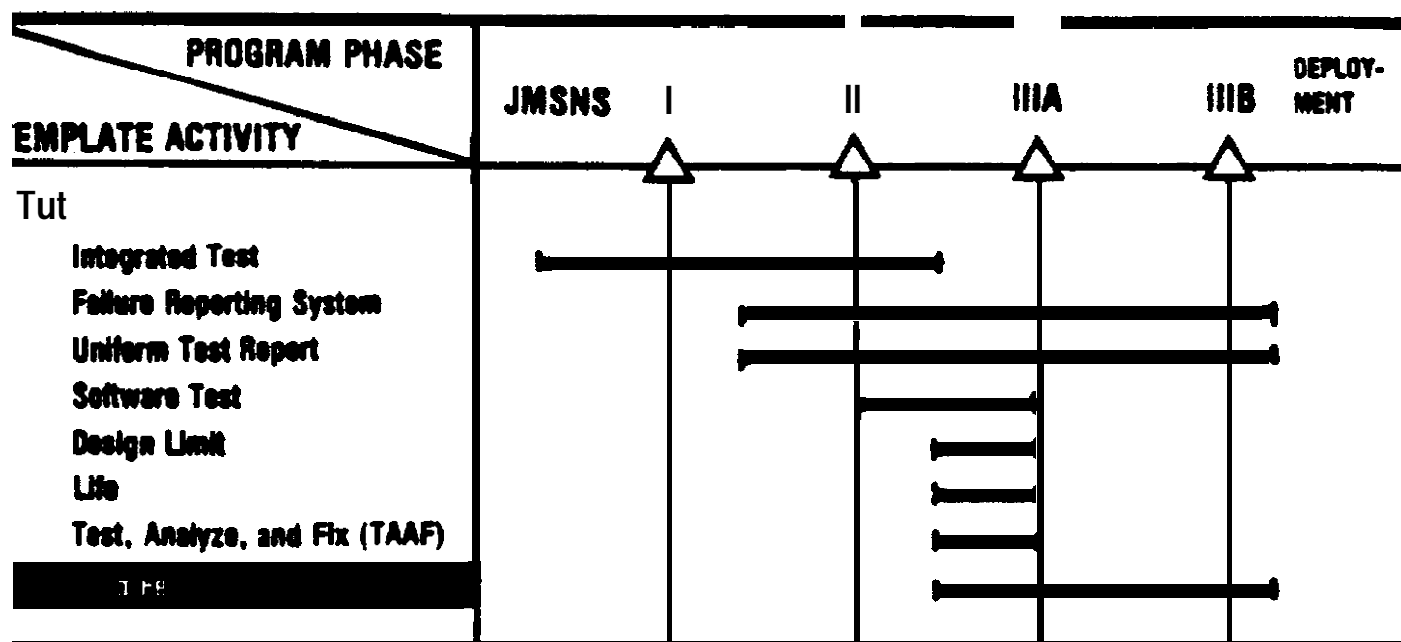 PROGRAM PHASE
EMPLATE ACTIVITY
JMSNS I II IIIA IIIB DEPLOY-
MENT
Tut
Integrated Test
Failure Reporting System
Uniform Test Report
Software Test
Design Limit
Life
Test, Analyze, and Fix (TAAF)